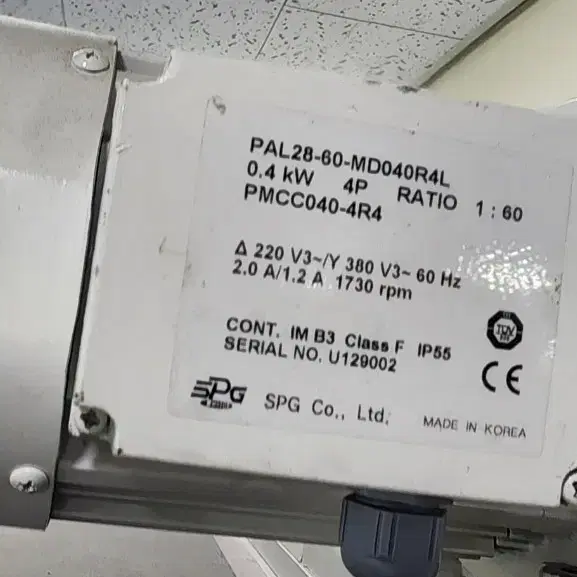 PAL28-60-MD040R4L
0.4 kW 4P RATIO 1 : 60
PMCC040-4R4
Δ 220 V3~/Y 380 V3~ 60 Hz
2.0 A/1.2 A 1730 rpm
CONT. IM B3 Class F IP55
SERIAL NO. U129002
TÜV
CE
SPG SPG Co., Ltd.
MADE IN KOREA